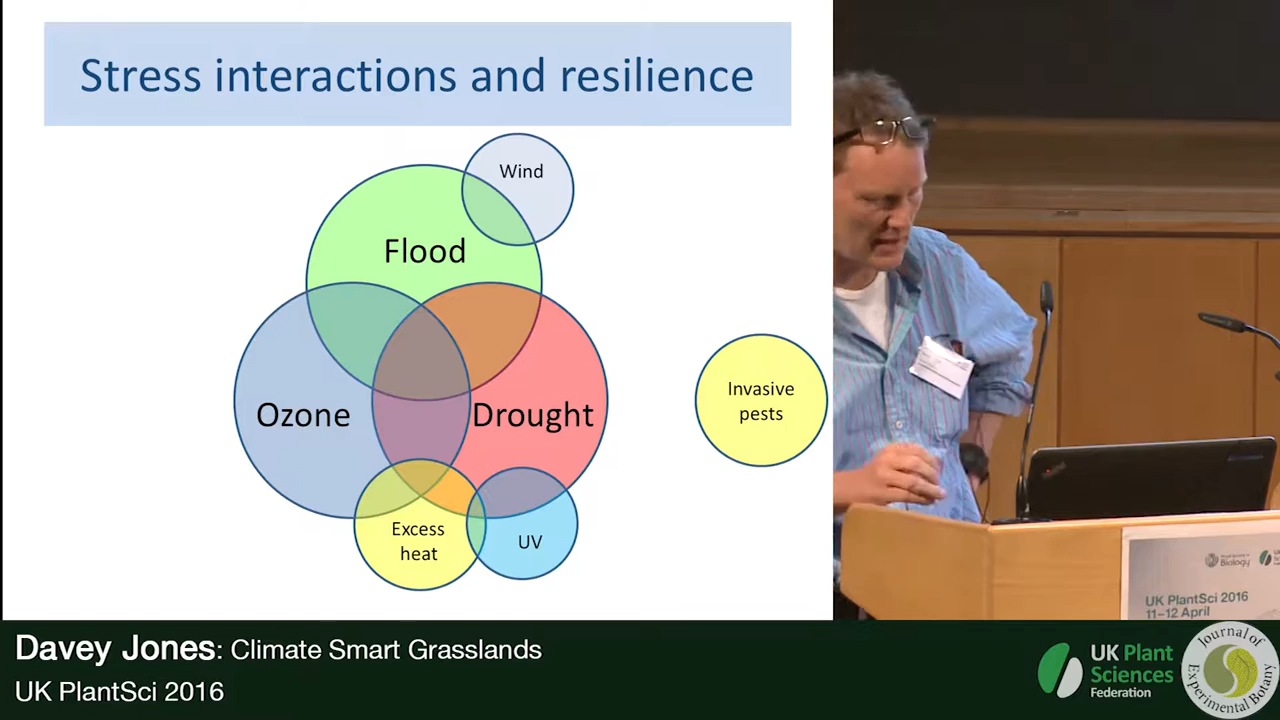 Stress interactions and resilience
Wind
Flood
Ozone
Drought
Invasive
pests
Excess
heat
UV
Biology
UK PlantSci 2016
11–12 April
Davey Jones: Climate Smart Grasslands
UK PlantSci 2016
UK Plant
Sciences
Federation
Journal of
Experimental Botany